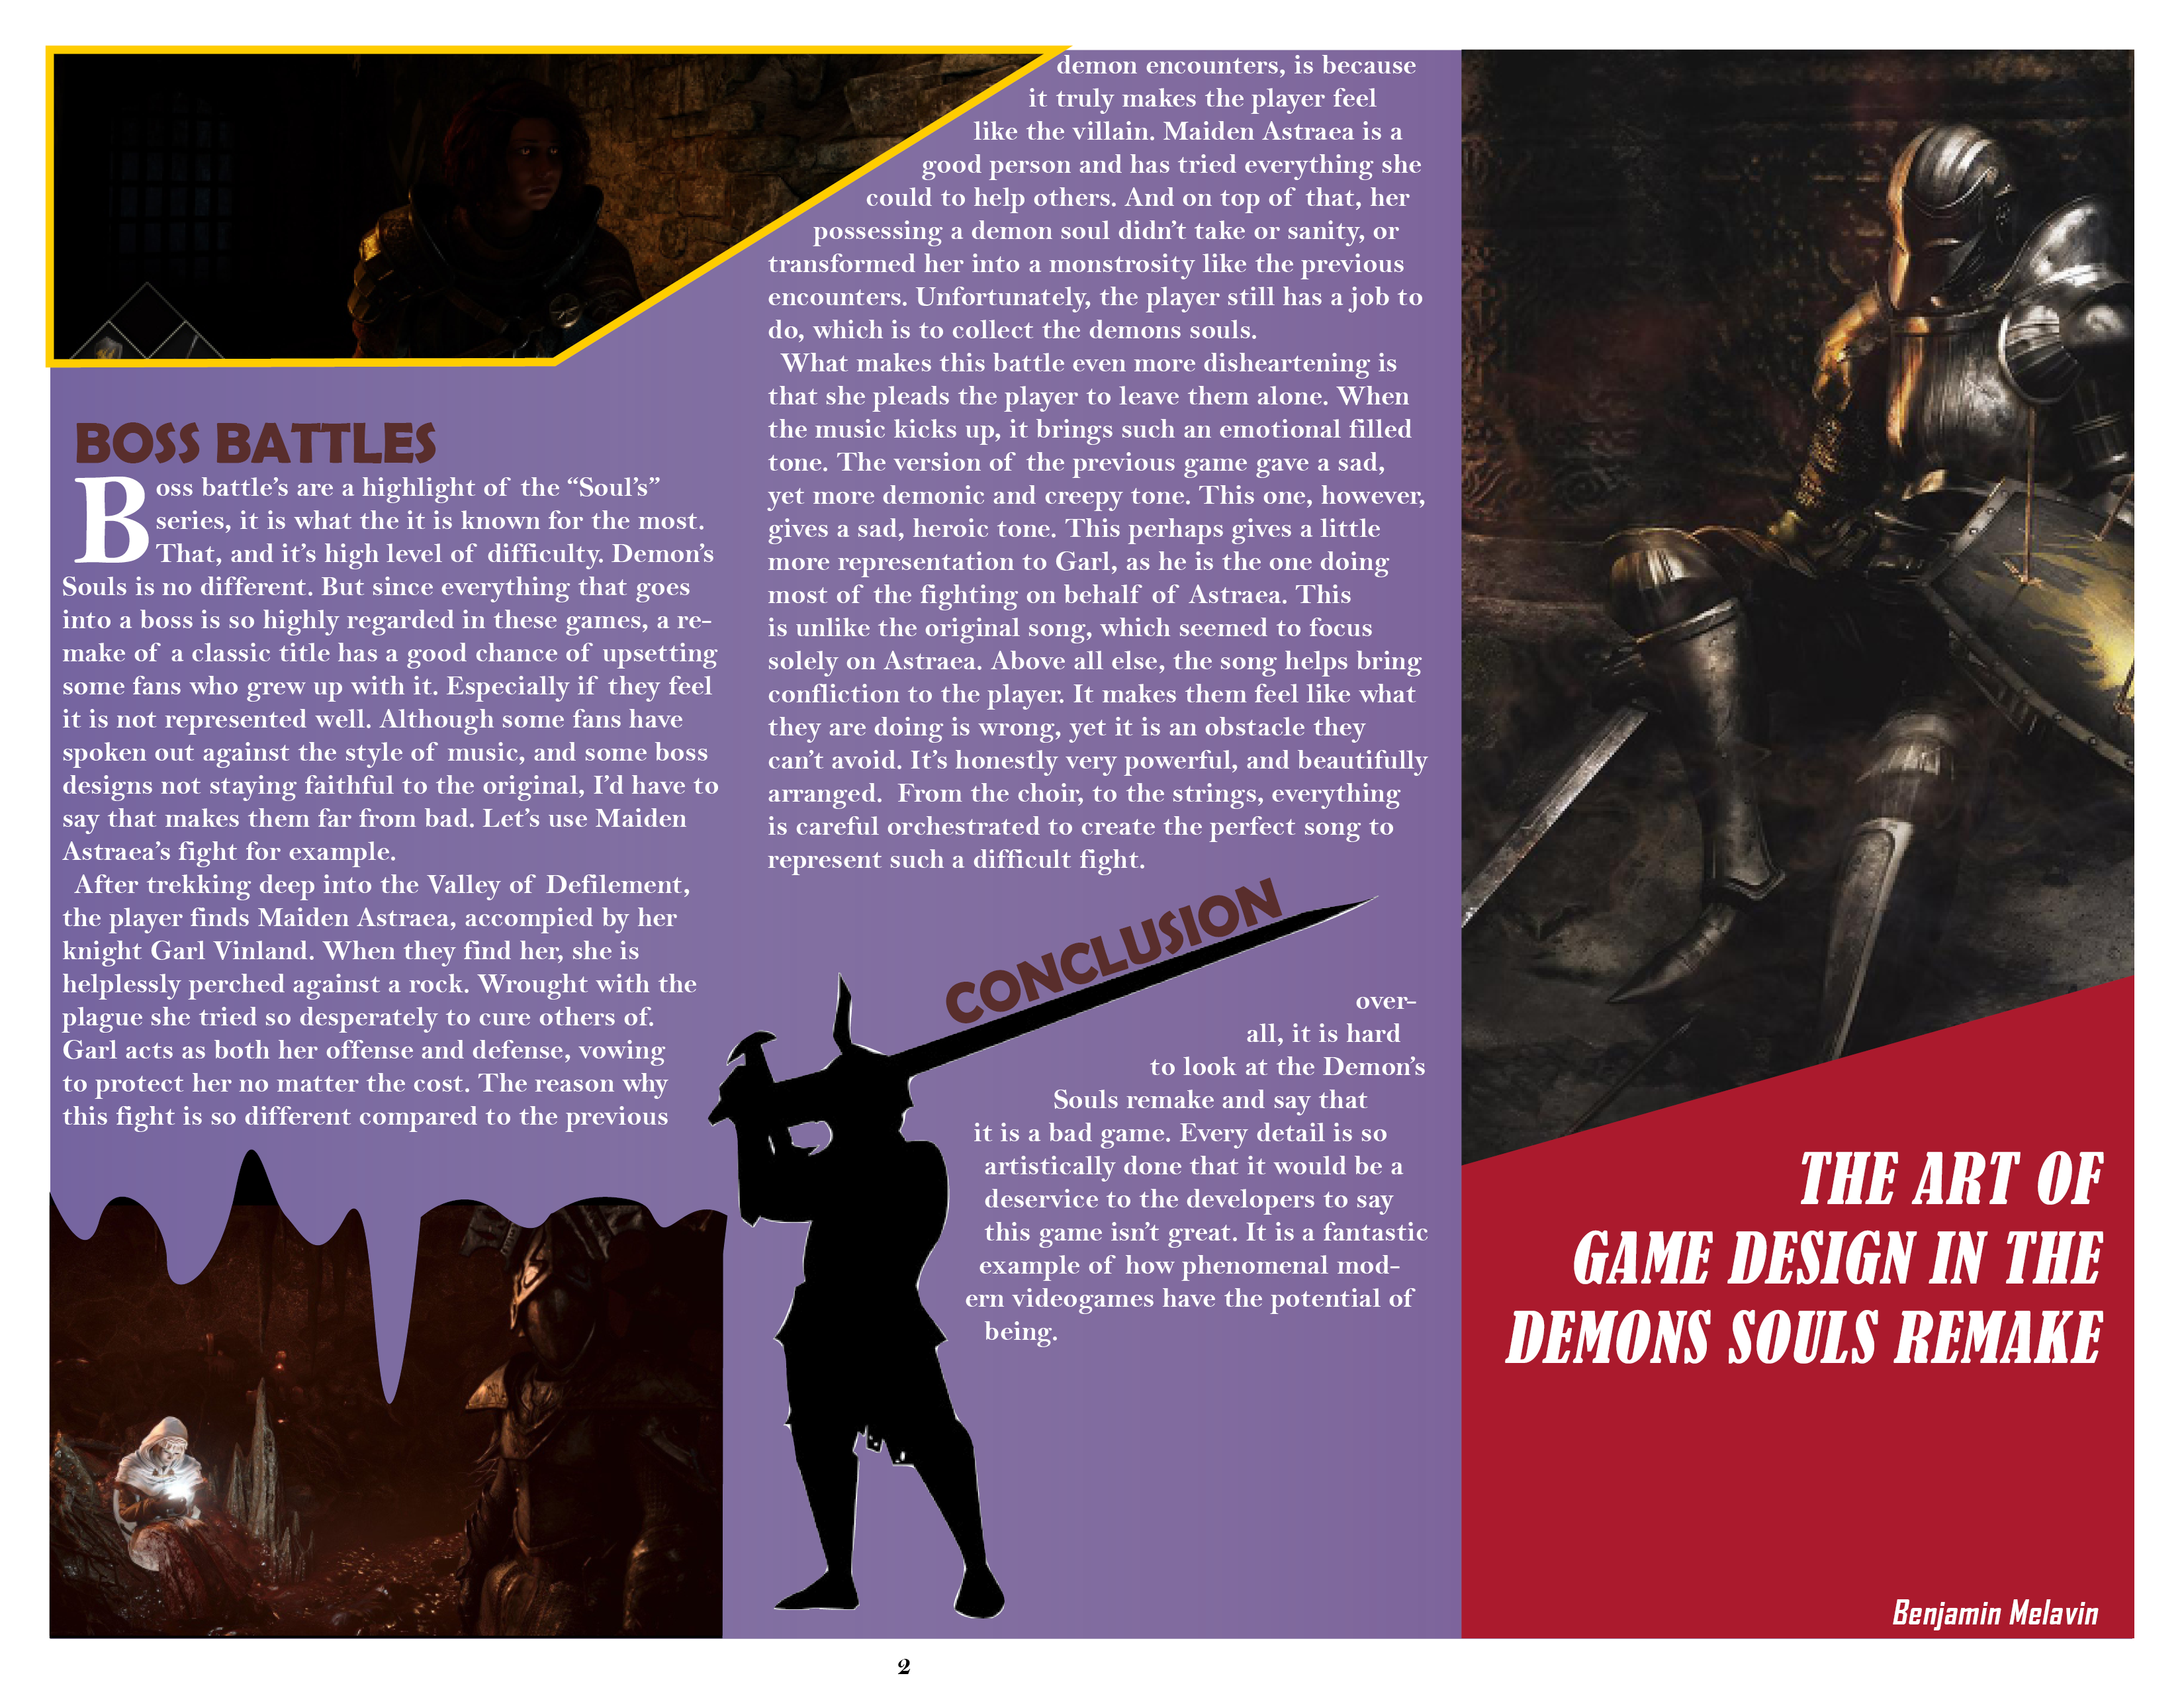 BOSS BATTLES
Boss battle's are a highlight of the “Soul's”
series, it is what the it is known for the most.
That, and it's high level of difficulty. Demon's
Souls is no different. But since everything that goes
into a boss is so highly regarded in these games, a re-
make of a classic title has a good chance of upsetting
some fans who grew up with it. Especially if they feel
it is not represented well. Although some fans have
spoken out against the style of music, and some boss
designs not staying faithful to the original, I'd have to
say that makes them far from bad. Let's use Maiden
Astraea's fight for example.
After trekking deep into the Valley of Defilement,
the player finds Maiden Astraea, accompied by her
knight Garl Vinland. When they find her, she is
helplessly perched against a rock. Wrought with the
plague she tried so desperately to cure others of.
Garl acts as both her offense and defense, vowing
to protect her no matter the cost. The reason why
this fight is so different compared to the previous
demon encounters, is because
it truly makes the player feel
like the villain. Maiden Astraea is a
good person and has tried everything she
could to help others. And on top of that, her
possessing a demon soul didn't take or sanity, or
transformed her into a monstrosity like the previous
encounters. Unfortunately, the player still has a job to
do, which is to collect the demons souls.
What makes this battle even more disheartening is
that she pleads the player to leave them alone. When
the music kicks up, it brings such an emotional filled
tone. The version of the previous game gave a sad,
yet more demonic and creepy tone. This one, however,
gives a sad, heroic tone. This perhaps gives a little
more representation to Garl, as he is the one doing
most of the fighting on behalf of Astraea. This
is unlike the original song, which seemed to focus
solely on Astraea. Above all else, the song helps bring
confliction to the player. It makes them feel like what
they are doing is wrong, yet it is an obstacle they
can't avoid. It's honestly very powerful, and beautifully
arranged. From the choir, to the strings, everything
is careful orchestrated to create the perfect song to
represent such a difficult fight.
CONCLUSION
over-
all, it is hard
to look at the Demon's
Souls remake and say that
it is a bad game. Every detail is so
artistically done that it would be a
deservice to the developers to say
this game isn't great. It is a fantastic
example of how phenomenal mod-
ern videogames have the potential of
being.
THE ART OF
GAME DESIGN IN THE
DEMONS SOULS REMAKE
Benjamin Melavin
2